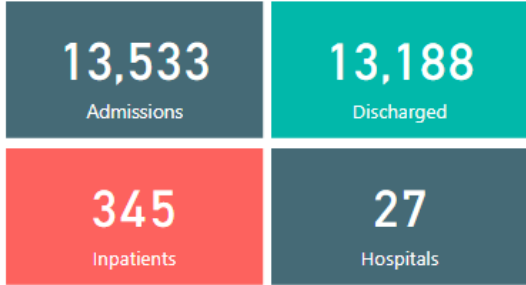 13,533
Admissions
13,188
Discharged
345
Inpatients
27
Hospitals